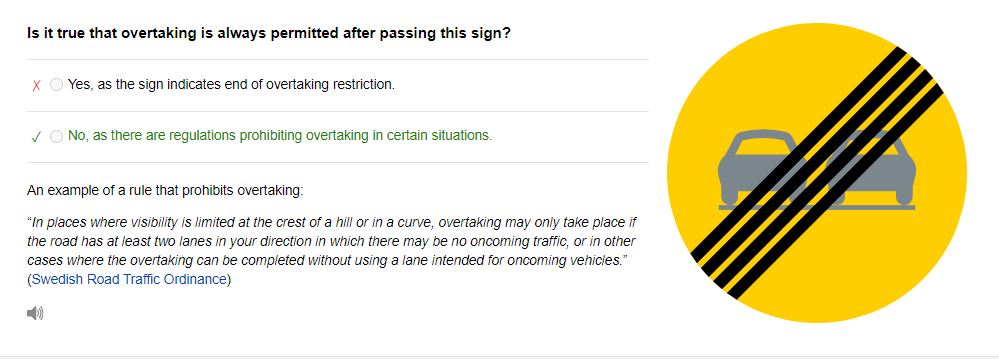 Is it true that overtaking is always permitted after passing this sign?
Yes, as the sign indicates end of overtaking restriction.
No, as there are regulations prohibiting overtaking in certain situations.
An example of a rule that prohibits overtaking:
“In places where visibility is limited at the crest of a hill or in a curve, overtaking may only take place if
the road has at least two lanes in your direction in which there may be no oncoming traffic, or in other
cases where the overtaking can be completed without using a lane intended for oncoming vehicles.”
(Swedish Road Traffic Ordinance)